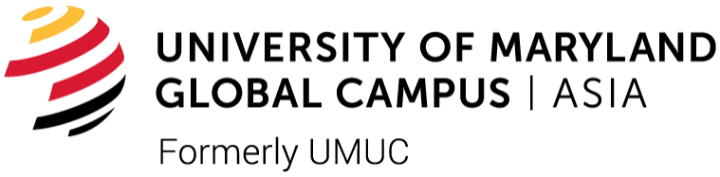 UNIVERSITY OF MARYLAND
GLOBAL CAMPUS | ASIA
Formerly UMUC